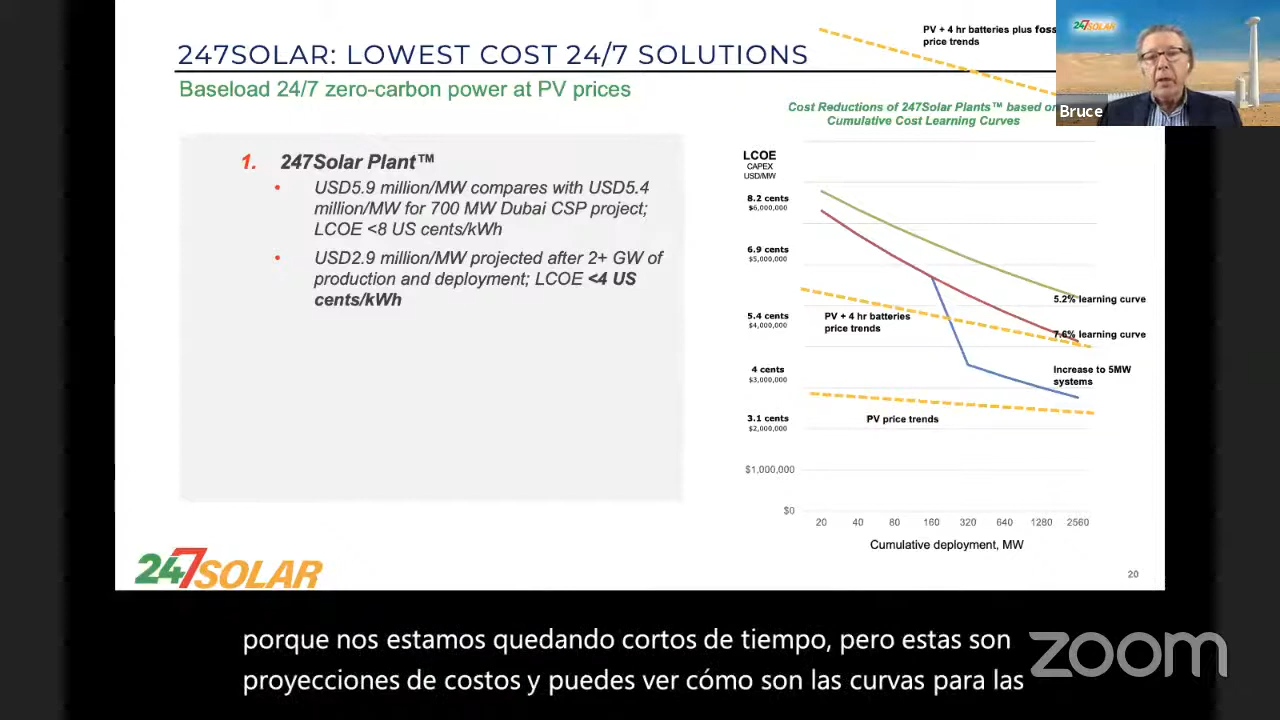 247SOLAR: LOWEST COST 24/7 SOLUTIONS
Baseload 24/7 zero-carbon power at PV prices
1. 247Solar Plant™
• USD5.9 million/MW compares with USD5.4
million/MW for 700 MW Dubai CSP project;
LCOE <8 US cents/kWh
• USD2.9 million/MW projected after 2+ GW of
production and deployment; LCOE <4 US
cents/kWh
PV + 4 hr batteries plus foss
price trends
247SOLAR
Bruce
Cost Reductions of 247Solar Plants™ based on
Cumulative Cost Learning Curves
LCOE
CAPEX
USD/MW
8.2 cents
$6,000,000
6.9 cents
$5,000,000
5.4 cents
$4,000,000
4 cents
$3,000,000
3.1 cents
$2,000,000
$1,000,000
$0
5.2% learning curve
PV + 4 hr batteries
price trends
7.6% learning curve
Increase to 5MW
systems
PV price trends
20 40 80 160 320 640 1280 2560
Cumulative deployment, MW
247SOLAR
20
porque nos estamos quedando cortos de tiempo, pero estas son
proyecciones de costos y puedes ver cómo son las curvas para las
zoom